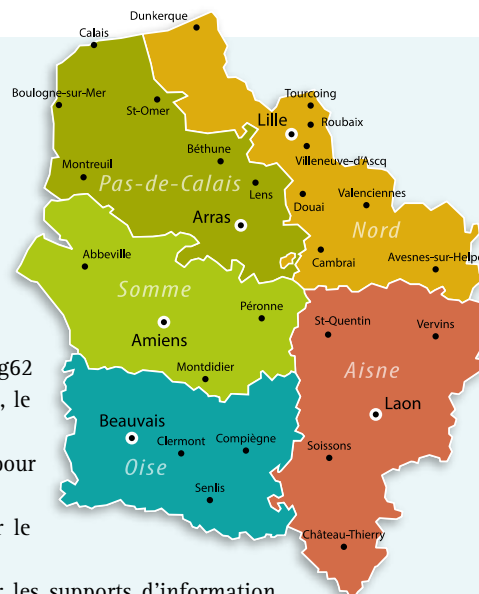 Dunkerque
Calais
Tourcoing
Boulogne-sur-Mer
St-Omer
Lille
Roubaix
Béthune
Villeneuve-d'Ascq
Montreuil
Pas-de-Calais
Lens
Valenciennes
Douai
Arras
Nord
Abbeville
Cambrai
Avesnes-sur-Helpe
Somme
Péronne
St-Quentin
Vervins
Amiens
g62
Montdidier
Aisne
, le
Beauvais
Laon
Clermont
Compiègne
pour
Oise
Soissons
Senlis
r le
Château-Thierry
r les supports d'information